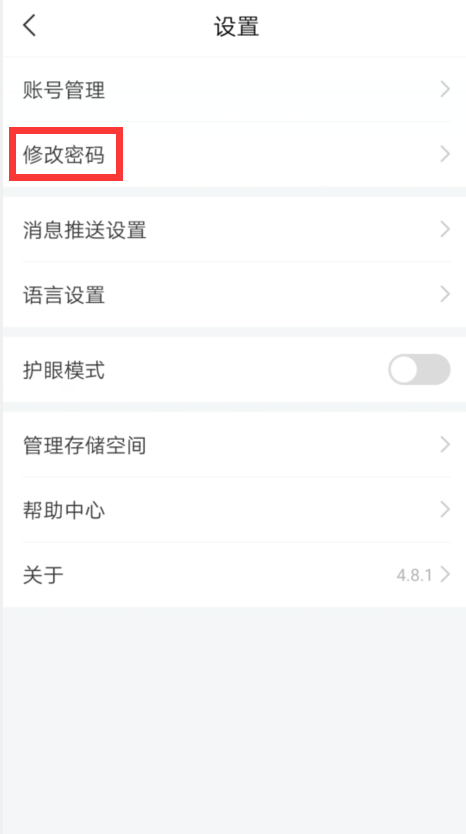 设置
账号管理
修改密码
消息推送设置
语言设置
护眼模式
管理存储空间
帮助中心
关于 4.8.1